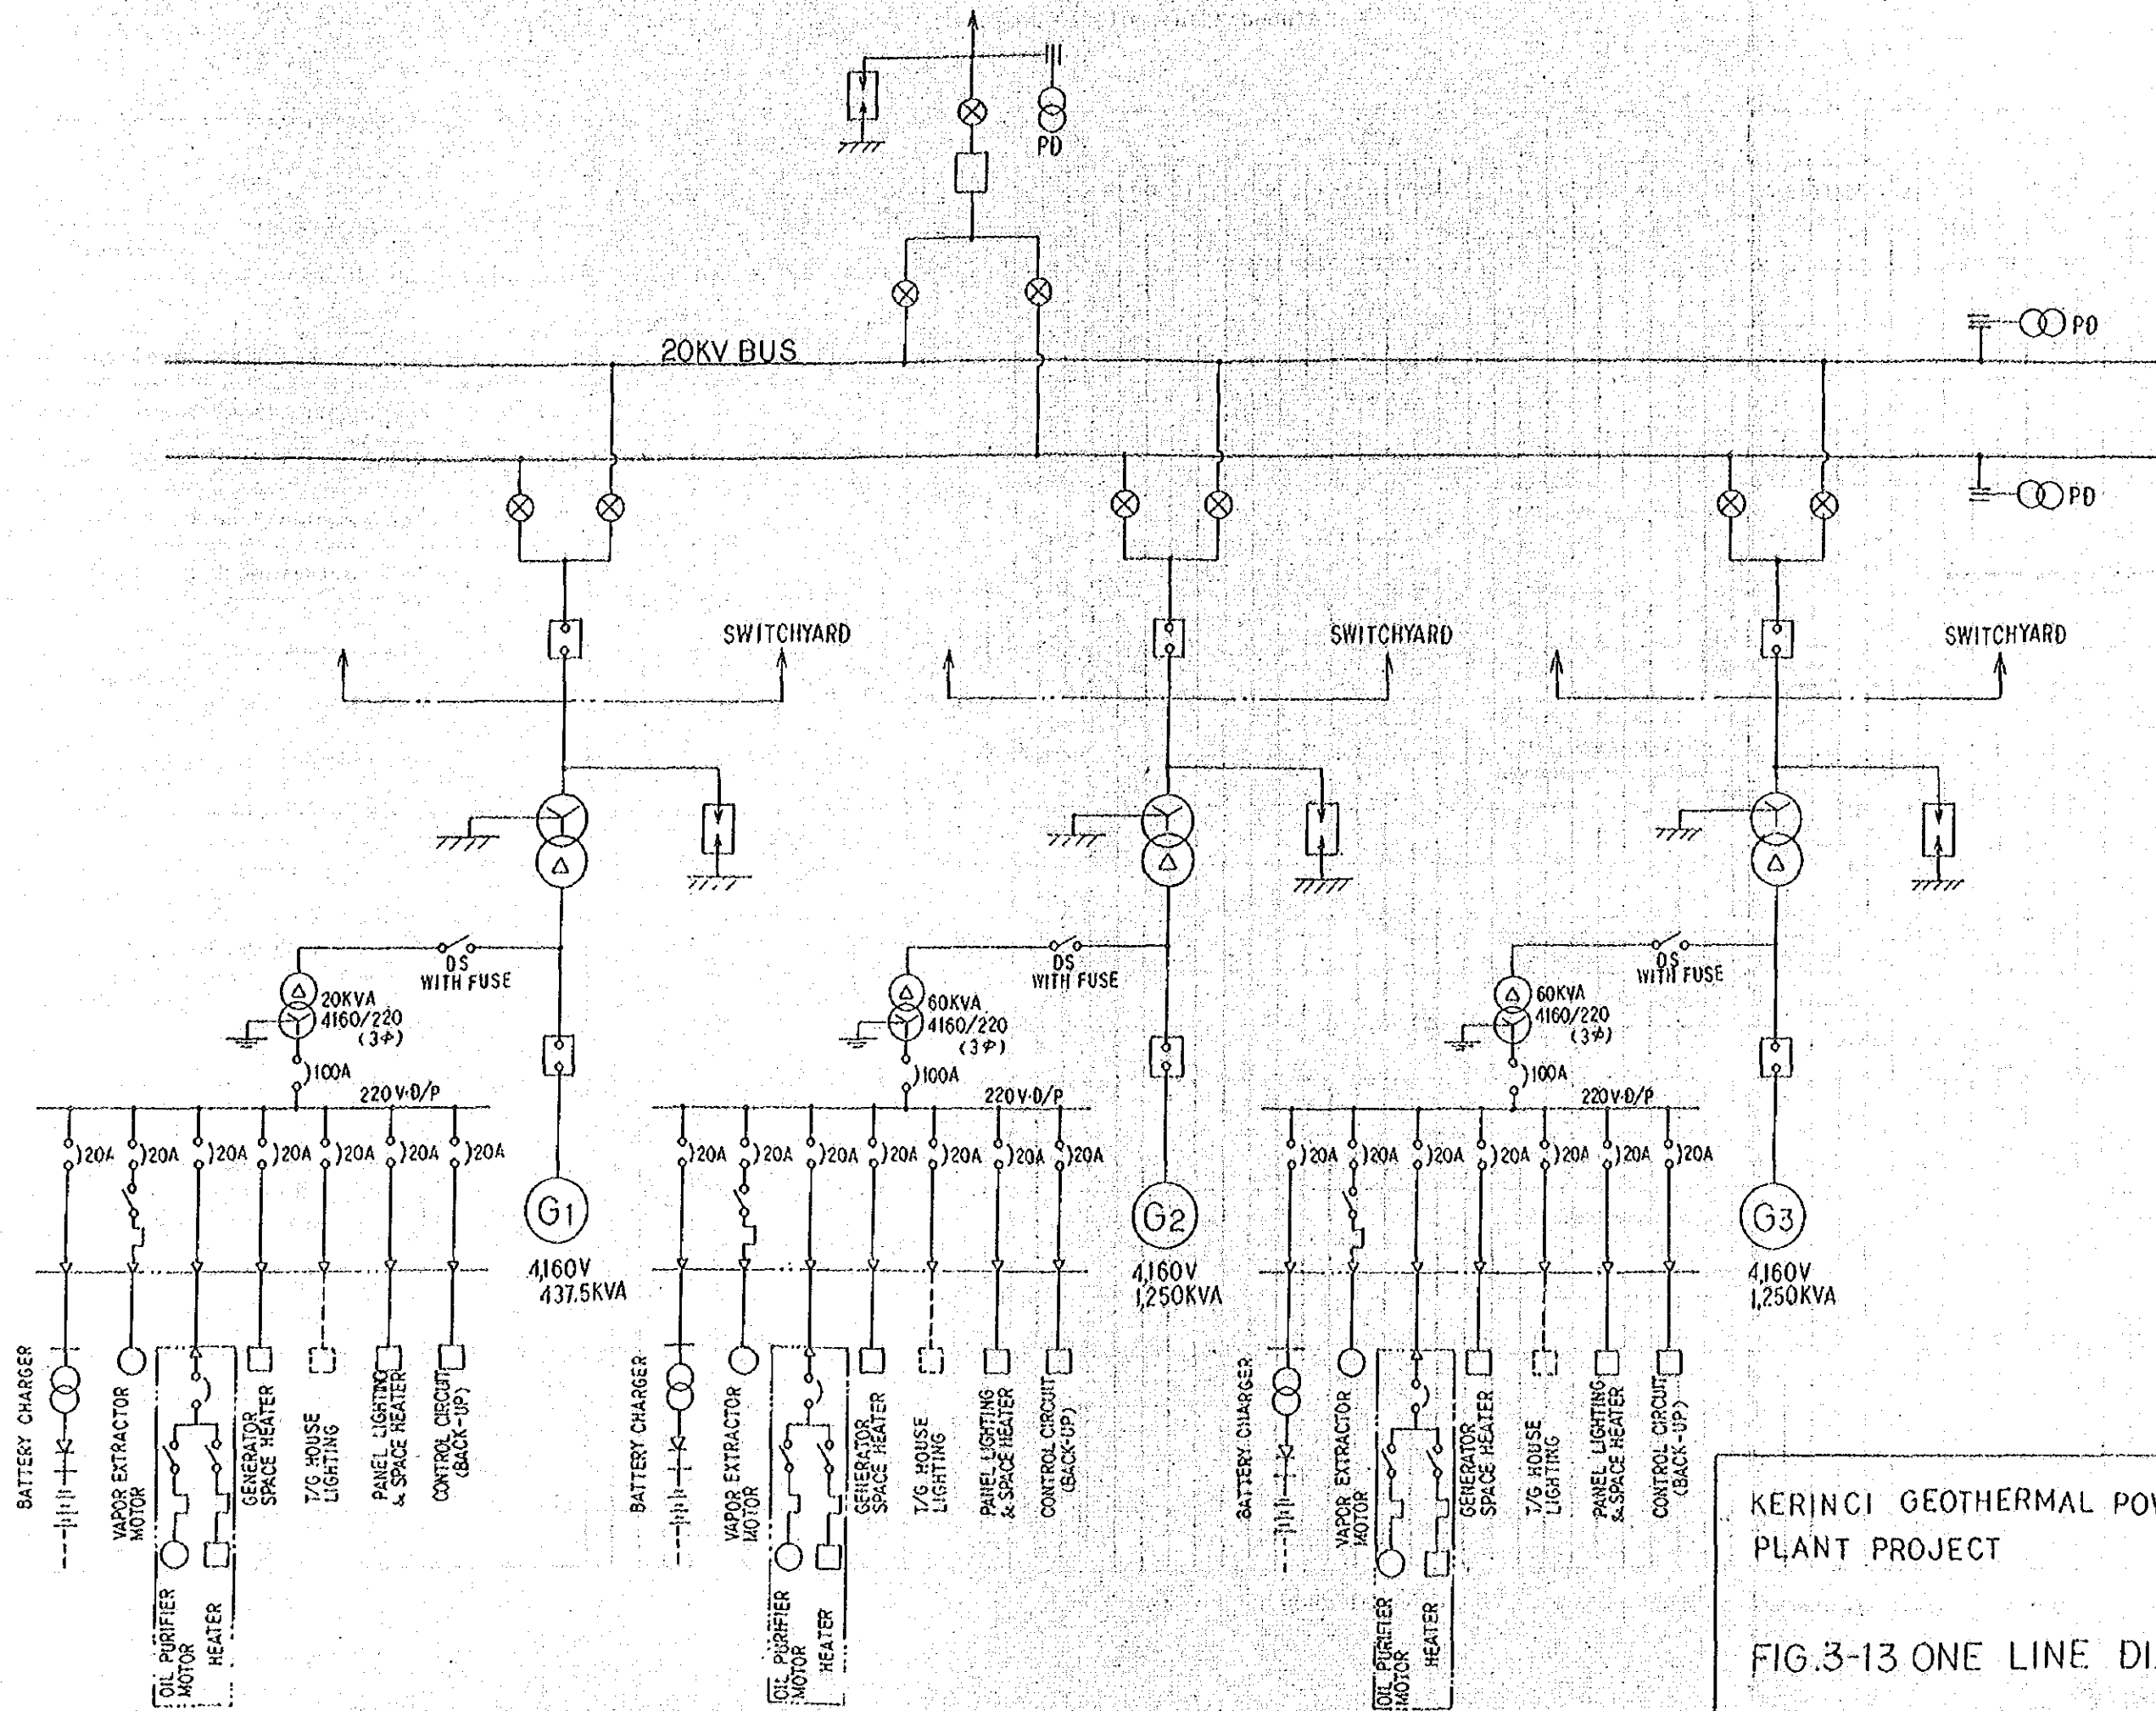 PD
20KV BUS
PD
PD
SWITCHYARD
SWITCHYARD
SWITCHYARD
DS
WITH FUSE
20KVA
4160/220
(3Φ)
)100A
220V·D/P
)20A )20A )20A )20A )20A )20A )20A
G1
4,160V
437.5KVA
BATTERY CHARGER
VAPOR EXTRACTOR
MOTOR
OIL PURIFIER
MOTOR
HEATER
GENERATOR
SPACE HEATER
T/G HOUSE
LIGHTING
PANEL LIGHTING
& SPACE HEATER
CONTROL CIRCUIT
(BACK-UP)
DS
WITH FUSE
60KVA
4160/220
(3Φ)
)100A
220V·D/P
)20A )20A )20A )20A )20A )20A )20A
G2
4,160V
1,250KVA
BATTERY CHARGER
VAPOR EXTRACTOR
MOTOR
OIL PURIFIER
MOTOR
HEATER
GENERATOR
SPACE HEATER
T/G HOUSE
LIGHTING
PANEL LIGHTING
& SPACE HEATER
CONTROL CIRCUIT
(BACK-UP)
DS
WITH FUSE
60KVA
4160/220
(3Φ)
)100A
220V·D/P
)20A )20A )20A )20A )20A )20A )20A
G3
4,160V
1,250KVA
BATTERY CHARGER
VAPOR EXTRACTOR
MOTOR
OIL PURIFIER
MOTOR
HEATER
GENERATOR
SPACE HEATER
T/G HOUSE
LIGHTING
PANEL LIGHTING
& SPACE HEATER
CONTROL CIRCUIT
(BACK-UP)
KERINCI GEOTHERMAL
PLANT PROJECT
FIG.3-13 ONE LINE